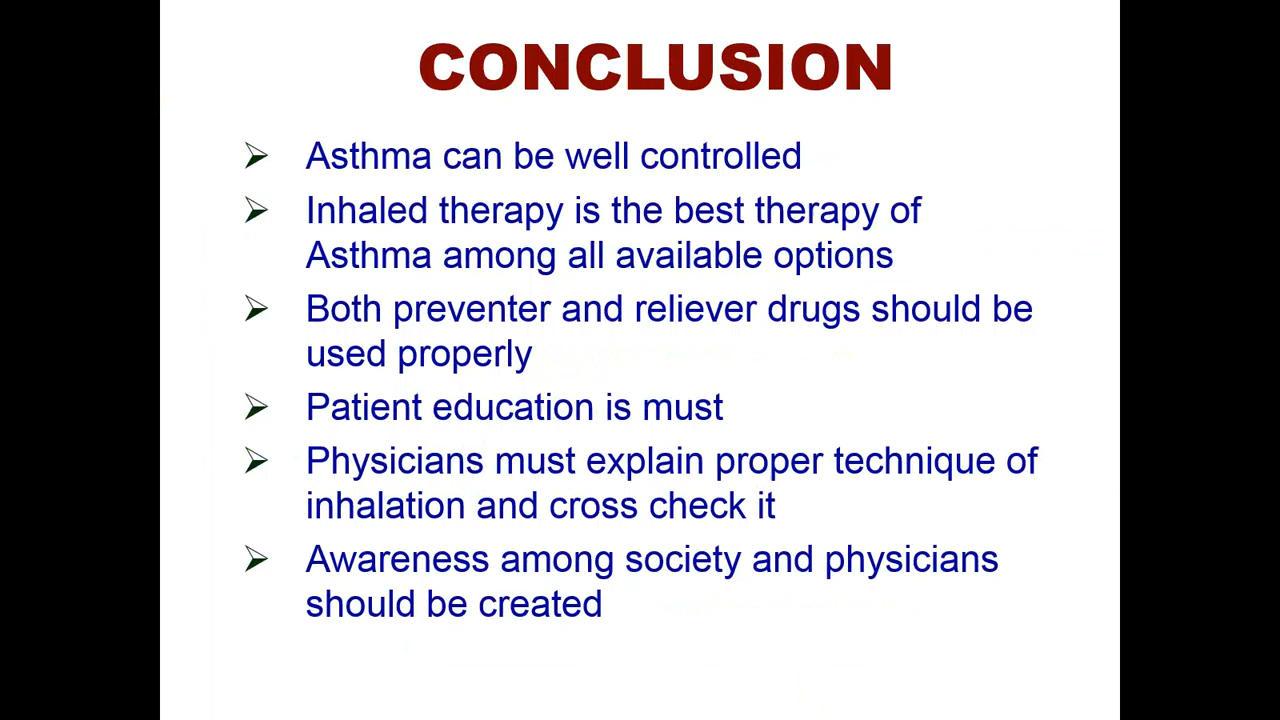 CONCLUSION
Asthma can be well controlled
Inhaled therapy is the best therapy of
Asthma among all available options
Both preventer and reliever drugs should be
used properly
Patient education is must
Physicians must explain proper technique of
inhalation and cross check it
Awareness among society and physicians
should be created